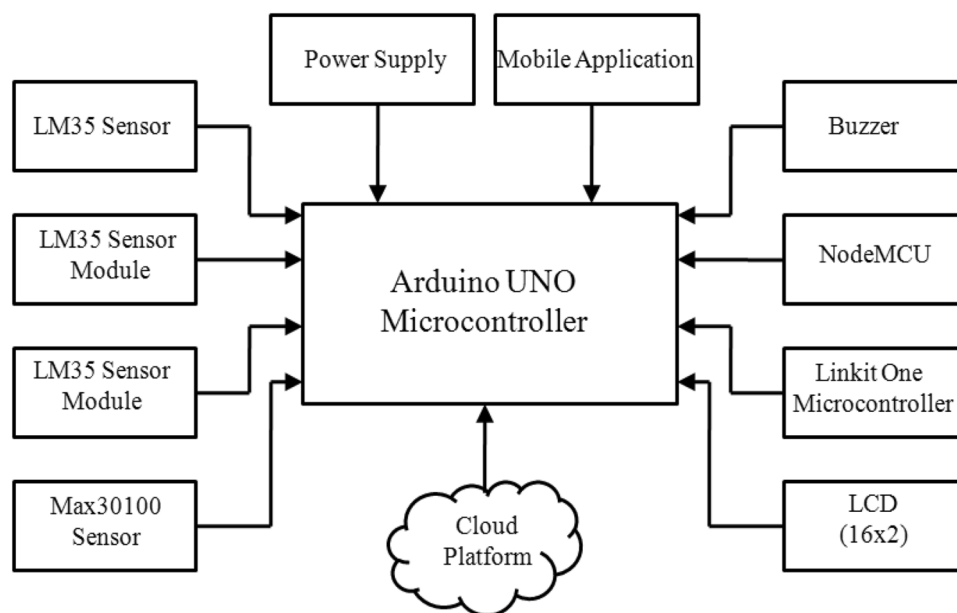 Power Supply
Mobile Application
LM35 Sensor
Buzzer
LM35 Sensor
Module
NodeMCU
Arduino UNO
Microcontroller
LM35 Sensor
Module
Linkit One
Microcontroller
Max30100
Sensor
Cloud
Platform
LCD
(16x2)